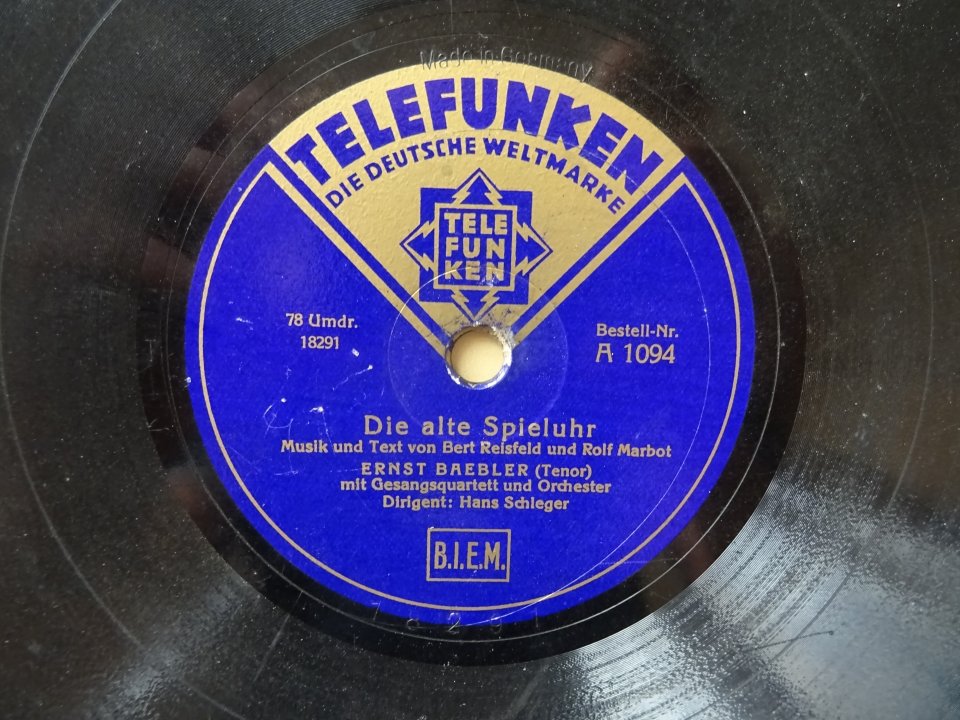 Made in Germany
TELEFUNKEN
DIE DEUTSCHE WELTMARKE
TELE
FUN
KEN
78 Umdr.
18291
Bestell-Nr.
A 1094
Die alte Spieluhr
Musik und Text von Bert Reisfeld und Rolf Marbot
ERNST BAEBLER (Tenor)
mit Gesangsquartett und Orchester
Dirigent: Hans Schleger
B.I.E.M.
18291